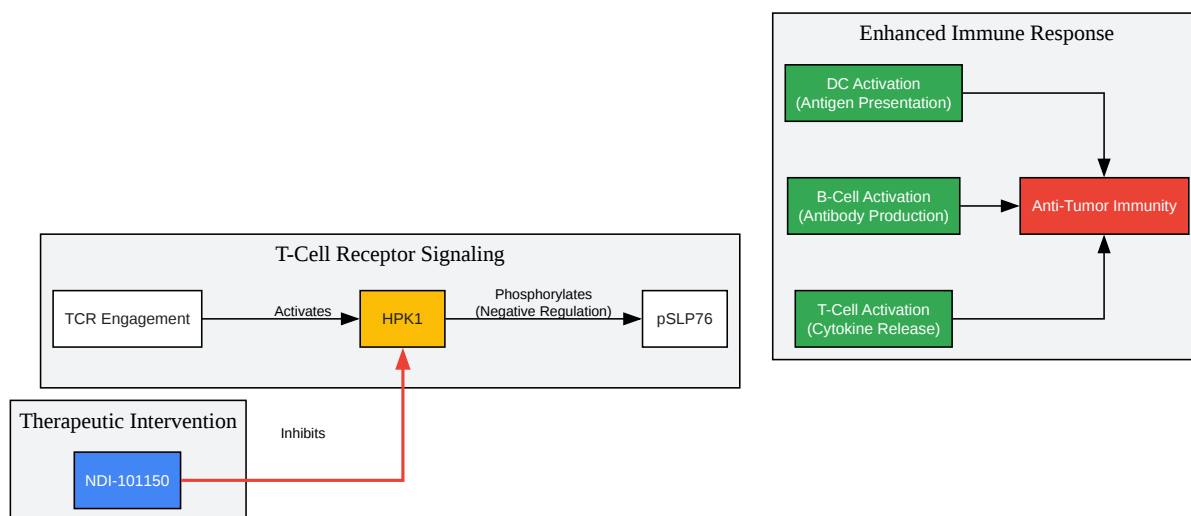 Enhanced Immune Response
DC Activation
(Antigen Presentation)
B-Cell Activation
(Antibody Production)
Anti-Tumor Immunity
T-Cell Activation
(Cytokine Release)
T-Cell Receptor Signaling
TCR Engagement
Activates
HPK1
Phosphorylates
(Negative Regulation)
pSLP76
Therapeutic Intervention
NDI-101150
Inhibits